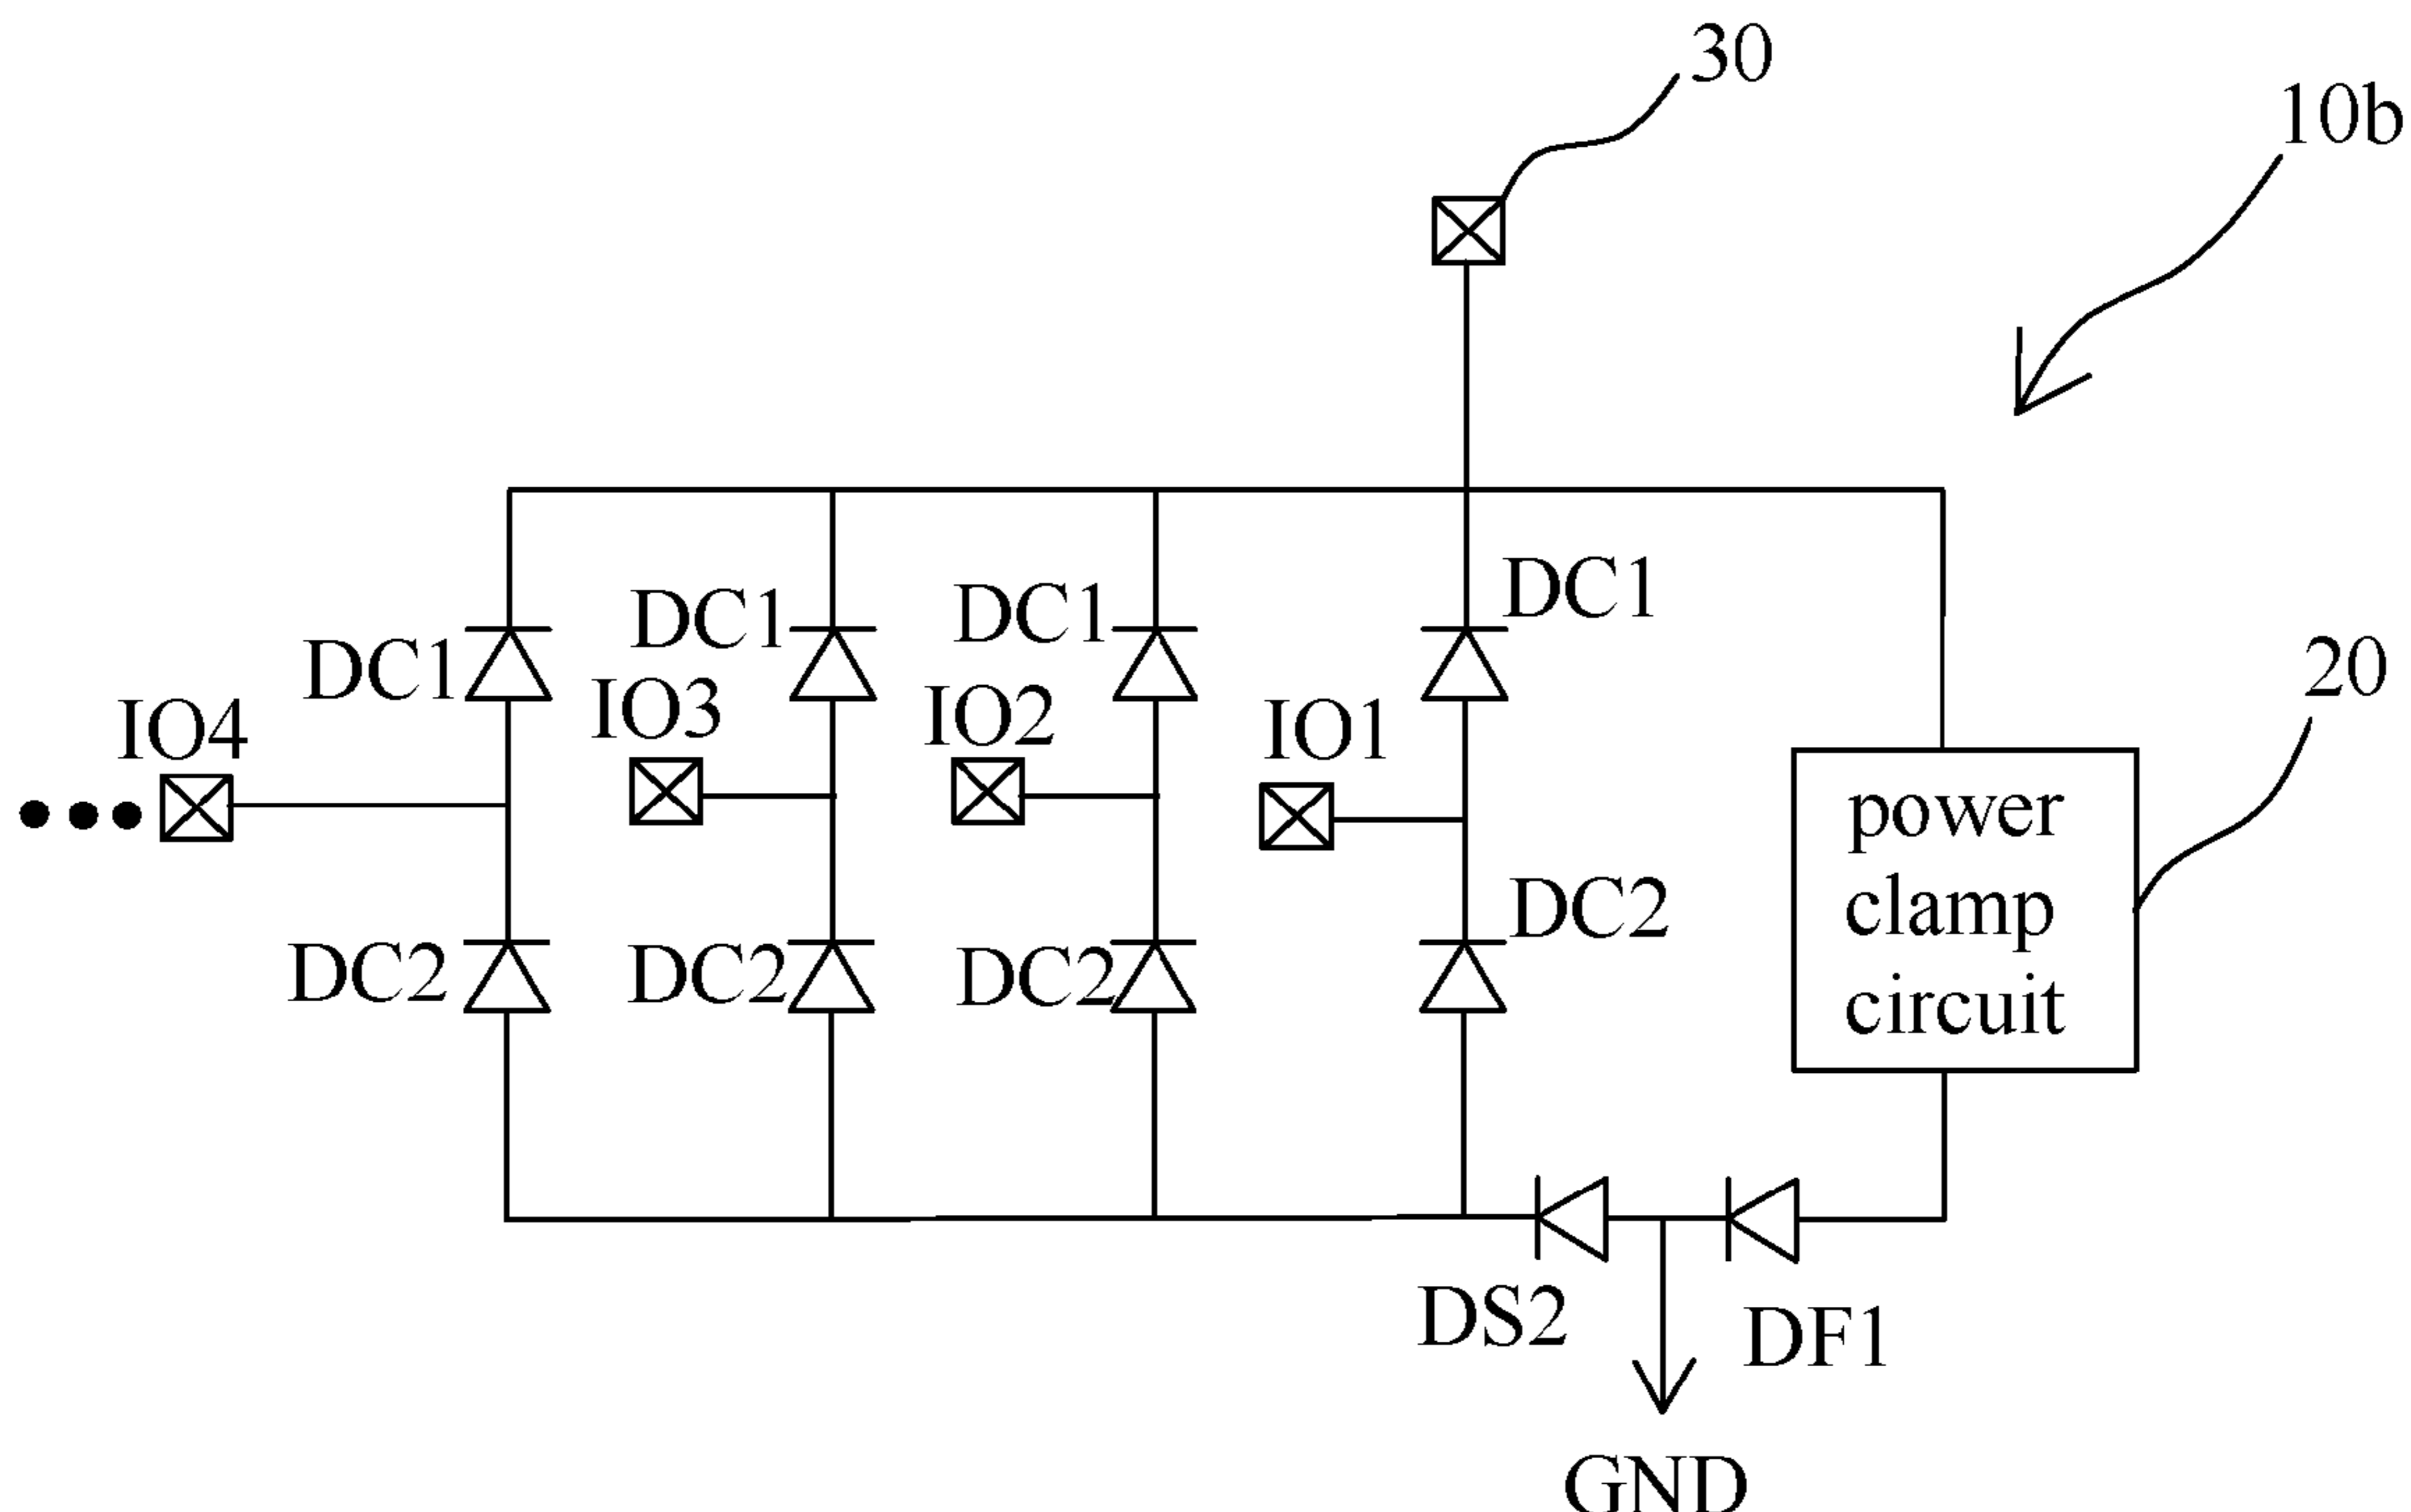 30
10b
DC1
DC1
DC1
DC1
IO4
IO3
IO2
IO1
20
power
clamp
circuit
DC2
DC2
DC2
DC2
DS2
DF1
GND